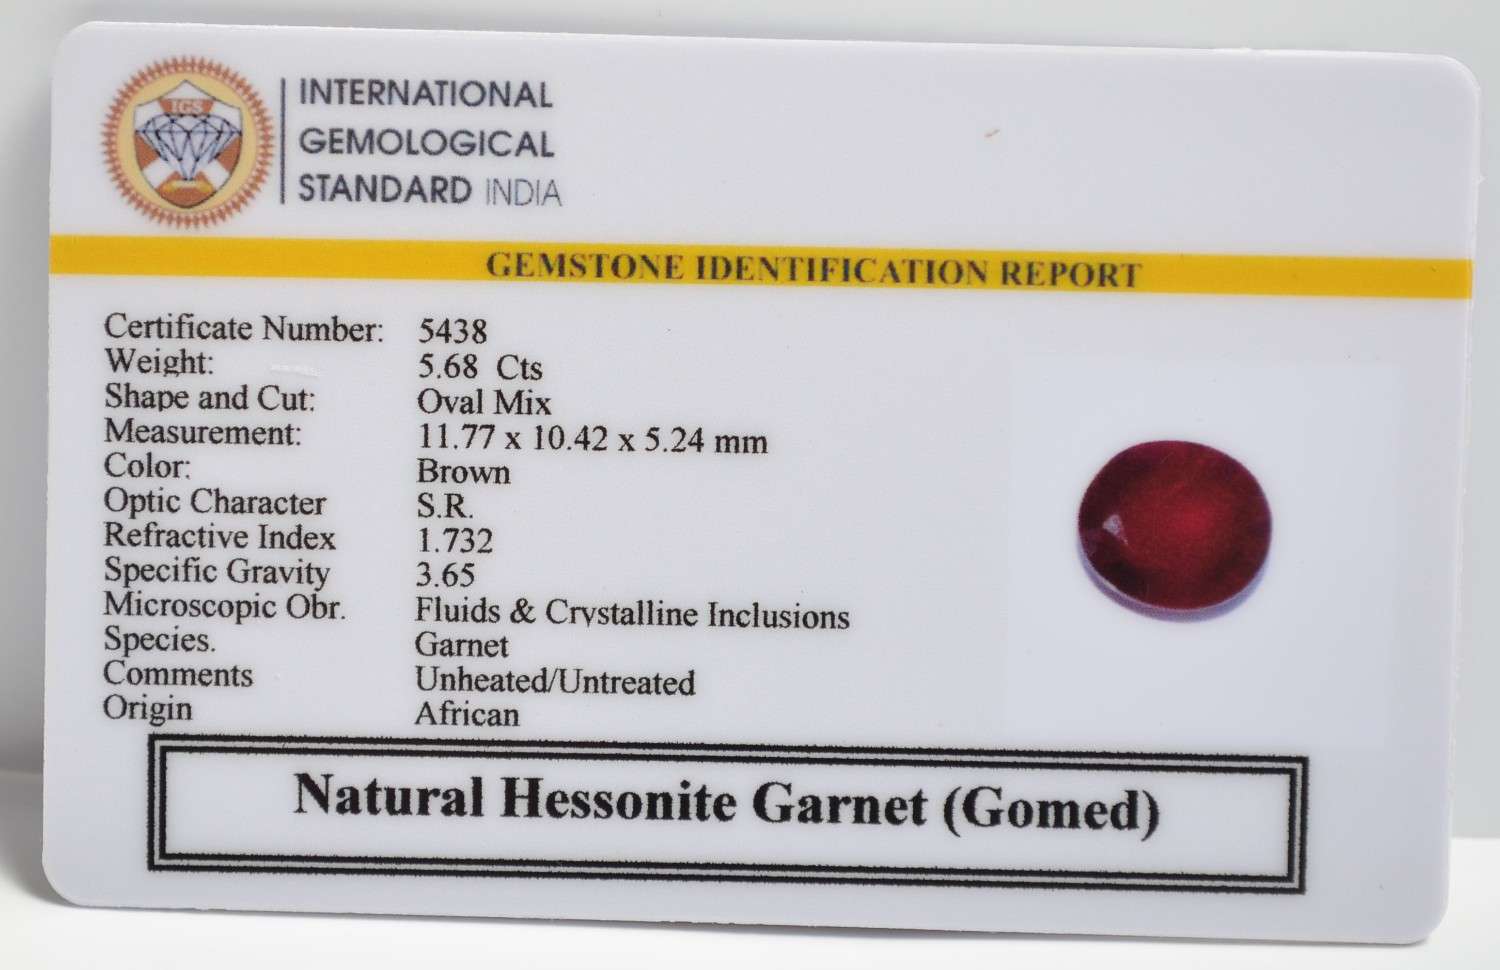 IGS
INTERNATIONAL
GEMOLOGICAL
STANDARD INDIA
GEMSTONE IDENTIFICATION REPORT
Certificate Number: 5438
Weight: 5.68 Cts
Shape and Cut: Oval Mix
Measurement: 11.77 x 10.42 x 5.24 mm
Color: Brown
Optic Character S.R.
Refractive Index 1.732
Specific Gravity 3.65
Microscopic Obr. Fluids & Crystalline Inclusions
Species. Garnet
Comments Unheated/Untreated
Origin African
Natural Hessonite Garnet (Gomed)